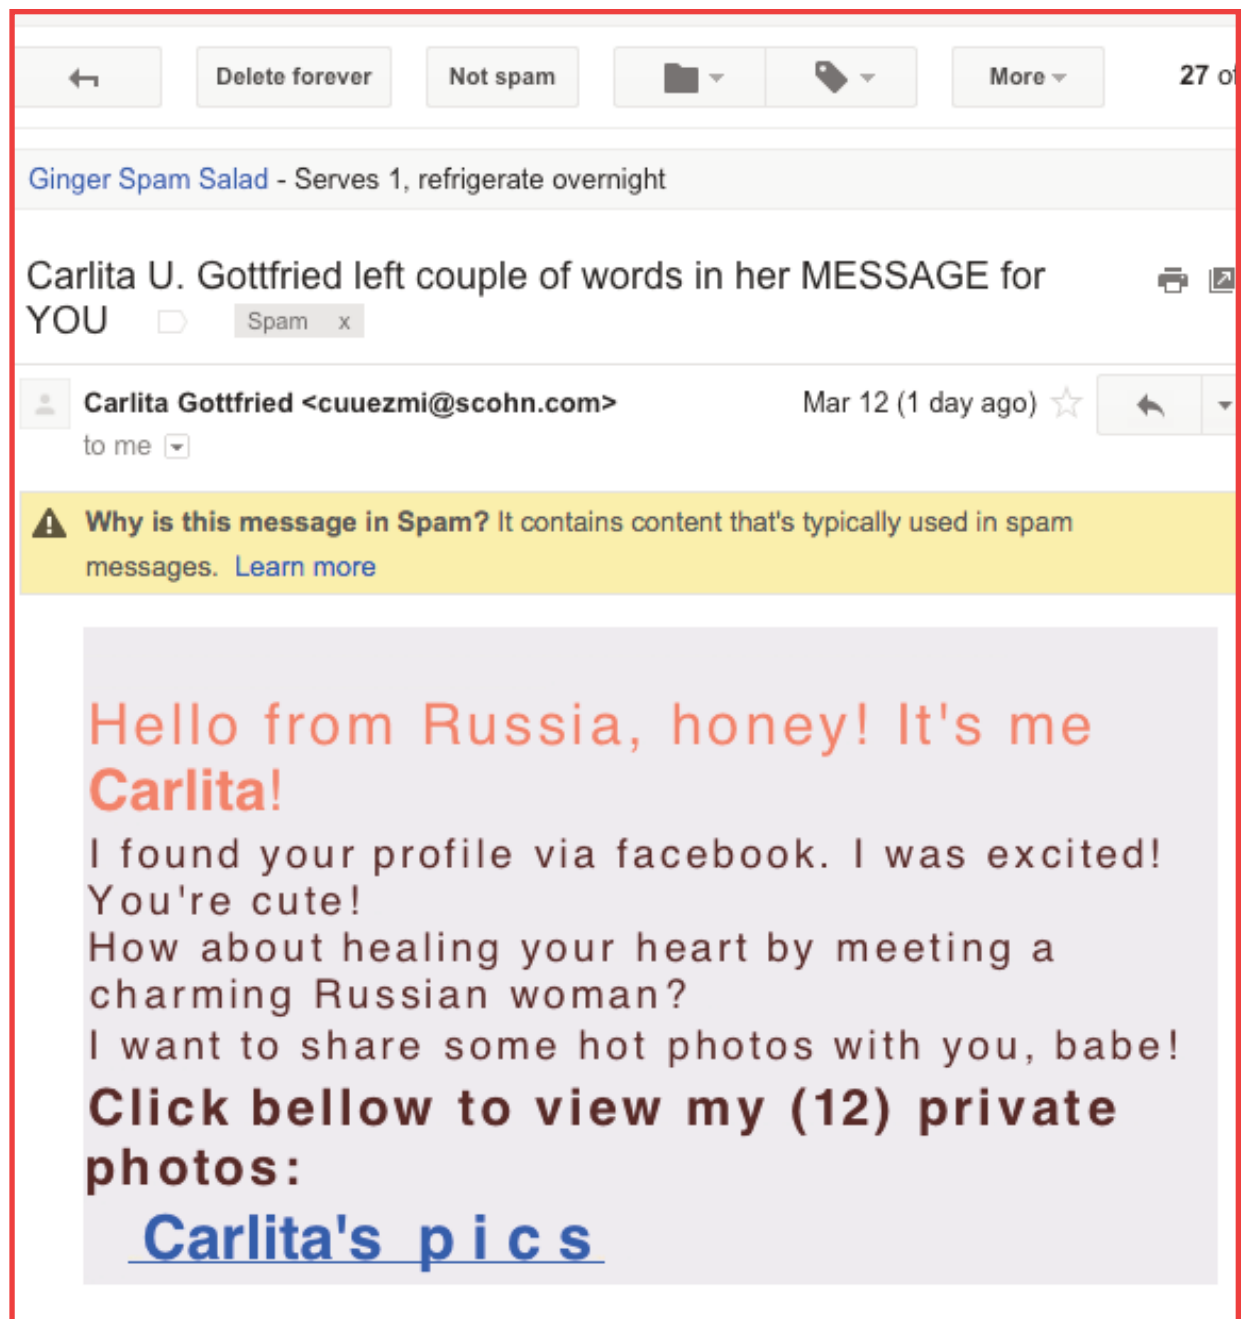 Delete forever Not spam More 27 of
Ginger Spam Salad - Serves 1, refrigerate overnight
Carlita U. Gottfried left couple of words in her MESSAGE for
YOU Spam x
Carlita Gottfried <cuuezmi@scohn.com> Mar 12 (1 day ago)
to me
Why is this message in Spam? It contains content that's typically used in spam
messages. Learn more
Hello from Russia, honey! It's me
Carlita!
I found your profile via facebook. I was excited!
You're cute!
How about healing your heart by meeting a
charming Russian woman?
I want to share some hot photos with you, babe!
Click bellow to view my (12) private
photos:
Carlita's p i c s